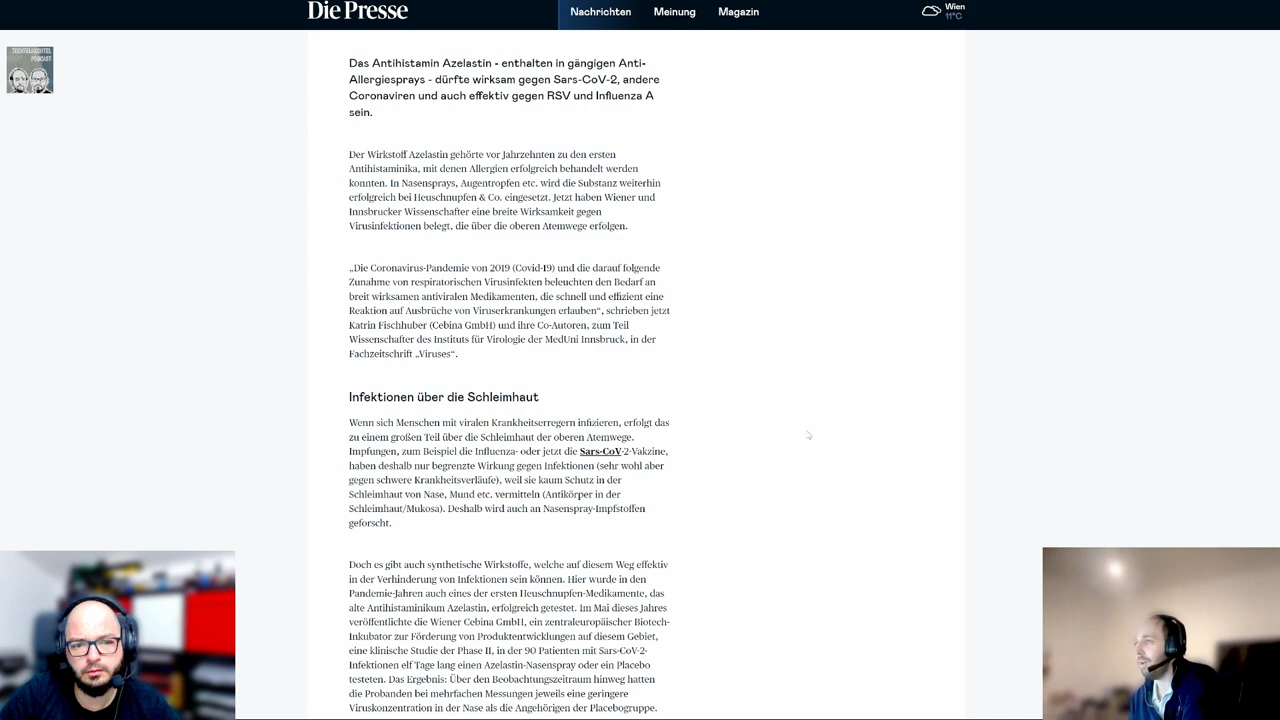 Die Presse
Nachrichten
Meinung
Magazin
Wien
11°C
TECHTELMECHTEL
PODCAST
Das Antihistamin Azelastin - enthalten in gängigen Anti-
Allergiesprays - dürfte wirksam gegen Sars-CoV-2, andere
Coronaviren und auch effektiv gegen RSV und Influenza A
sein.
Der Wirkstoff Azelastin gehörte vor Jahrzehnten zu den ersten
Antihistaminika, mit denen Allergien erfolgreich behandelt werden
konnten. In Nasensprays, Augentropfen etc. wird die Substanz weiterhin
erfolgreich bei Heuschnupfen & Co. eingesetzt. Jetzt haben Wiener und
Innsbrucker Wissenschafter eine breite Wirksamkeit gegen
Virusinfektionen belegt, die über die oberen Atemwege erfolgen.
„Die Coronavirus-Pandemie von 2019 (Covid-19) und die darauf folgende
Zunahme von respiratorischen Virusinfekten beleuchten den Bedarf an
breit wirksamen antiviralen Medikamenten, die schnell und effizient eine
Reaktion auf Ausbrüche von Viruserkrankungen erlauben“, schrieben jetzt
Katrin Fischhuber (Cebina GmbH) und ihre Co-Autoren, zum Teil
Wissenschafter des Instituts für Virologie der MedUni Innsbruck, in der
Fachzeitschrift „Viruses“.
Infektionen über die Schleimhaut
Wenn sich Menschen mit viralen Krankheitserregern infizieren, erfolgt das
zu einem großen Teil über die Schleimhaut der oberen Atemwege.
Impfungen, zum Beispiel die Influenza- oder jetzt die Sars-CoV-2-Vakzine,
haben deshalb nur begrenzte Wirkung gegen Infektionen (sehr wohl aber
gegen schwere Krankheitsverläufe), weil sie kaum Schutz in der
Schleimhaut von Nase, Mund etc. vermitteln (Antikörper in der
Schleimhaut/Mukosa). Deshalb wird auch an Nasenspray-Impfstoffen
geforscht.
Doch es gibt auch synthetische Wirkstoffe, welche auf diesem Weg effektiv
in der Verhinderung von Infektionen sein können. Hier wurde in den
Pandemie-Jahren auch eines der ersten Heuschnupfen-Medikamente, das
alte Antihistaminikum Azelastin, erfolgreich getestet. Im Mai dieses Jahres
veröffentlichte die Wiener Cebina GmbH, ein zentraleuropäischer Biotech-
Inkubator zur Förderung von Produktentwicklungen auf diesem Gebiet,
eine klinische Studie der Phase II, in der 90 Patienten mit Sars-CoV-2-
Infektionen elf Tage lang einen Azelastin-Nasenspray oder ein Placebo
testeten. Das Ergebnis: Über den Beobachtungszeitraum hinweg hatten
die Probanden bei mehrfachen Messungen jeweils eine geringere
Viruskonzentration in der Nase als die Angehörigen der Placebogruppe.